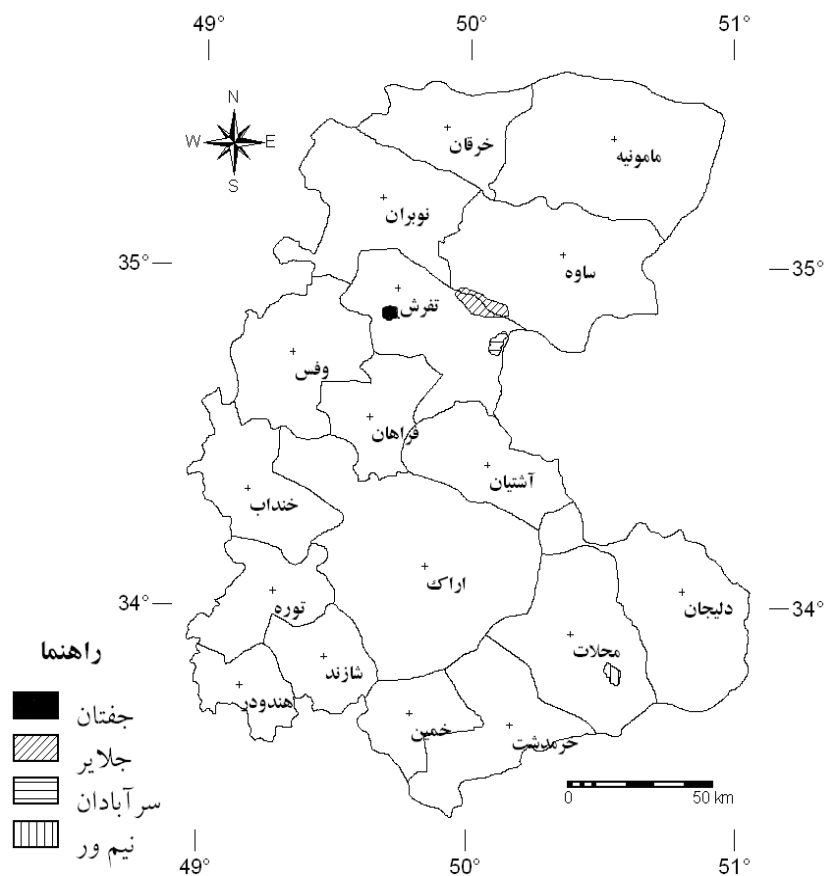 49° 50° 51°
N
W E
S
خرقان
مامونیه
نوبران
ساوه
35° 35°
تفرش
وفس
فراهان
آشتیان
خنداب
اراک
34° 34°
توره
دلیجان
محلات
شازند
هندودر
خمین
خرمدشت
راهنما
جفتان
جلایر
سرآبادان
نیم ور
0 50 km
49° 50° 51°